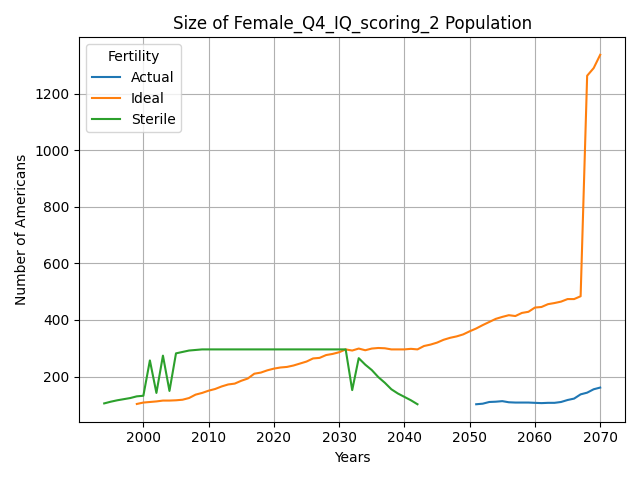 Size of Female_Q4_IQ_scoring_2 Population
Fertility
Actual
Ideal
Sterile
Number of Americans
1200
1000
800
600
400
200
2000 2010 2020 2030 2040 2050 2060 2070
Years